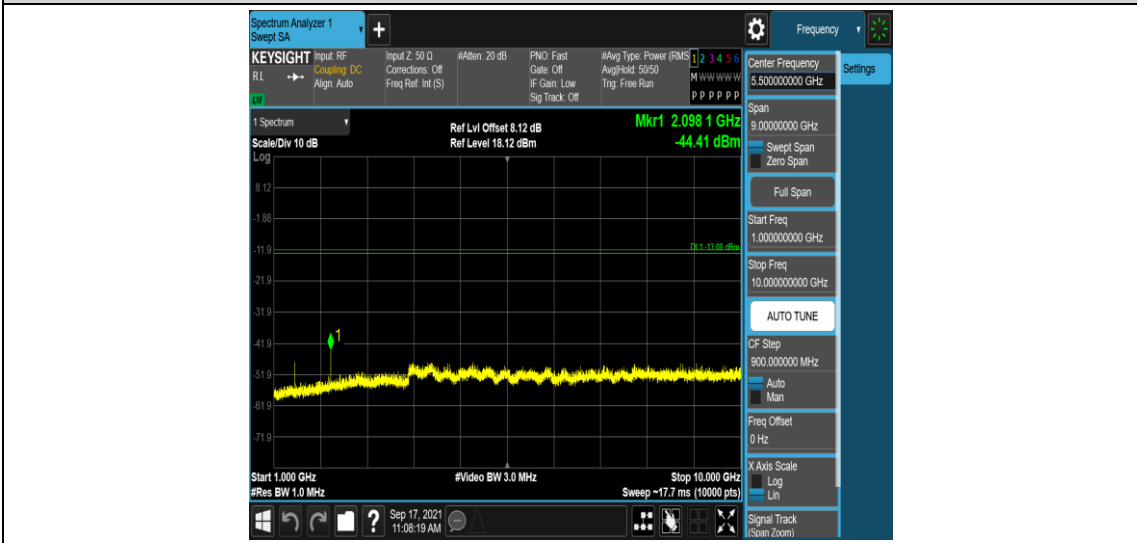 Spectrum Analyzer 1
Swept SA
+
Frequency
KEYSIGHT
RL
LXI
Input: RF
Coupling: DC
Align: Auto
Input Z: 50 Ω
Corrections: Off
Freq Ref: Int (S)
#Atten: 20 dB
PNO: Fast
Gate: Off
IF Gain: Low
Sig Track: Off
#Avg Type: Power (RMS
Avg|Hold: 50/50
Trig: Free Run
1 2 3 4 5 6
M W W W W W
P P P P P P
1 Spectrum
Scale/Div 10 dB
Log
Ref Lvl Offset 8.12 dB
Ref Level 18.12 dBm
Mkr1 2.098 1 GHz
-44.41 dBm
8.12
-1.88
-11.9
DL1 -13.00 dBm
-21.9
-31.9
-41.9
1
-51.9
-61.9
-71.9
Start 1.000 GHz
#Video BW 3.0 MHz
Stop 10.000 GHz
#Res BW 1.0 MHz
Sweep ~17.7 ms (10000 pts)
?
Sep 17, 2021
11:08:19 AM
Center Frequency
5.500000000 GHz
Settings
Span
9.00000000 GHz
Swept Span
Zero Span
Full Span
Start Freq
1.000000000 GHz
Stop Freq
10.000000000 GHz
AUTO TUNE
CF Step
900.000000 MHz
Auto
Man
Freq Offset
0 Hz
X Axis Scale
Log
Lin
Signal Track
(Span Zoom)